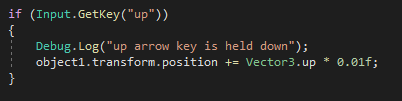 if (Input.GetKey("up"))
{
Debug.Log("up arrow key is held down");
object1.transform.position += Vector3.up * 0.01f;
}